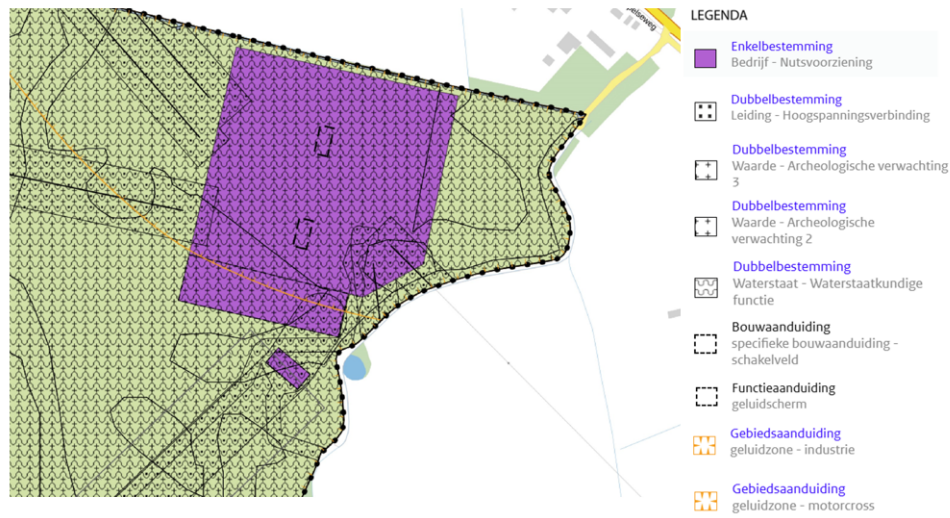 elseweg
LEGENDA
Enkelbestemming
Bedrijf - Nutsvoorziening
Dubbelbestemming
Leiding - Hoogspanningsverbinding
Dubbelbestemming
Waarde - Archeologische verwachting
3
Dubbelbestemming
Waarde - Archeologische
verwachting 2
Dubbelbestemming
Waterstaat - Waterstaatkundige
functie
Bouwaanduiding
specifieke bouwaanduiding -
schakelveld
Functieaanduiding
geluidscherm
Gebiedsaanduiding
geluidzone - industrie
Gebiedsaanduiding
geluidzone - motorcross